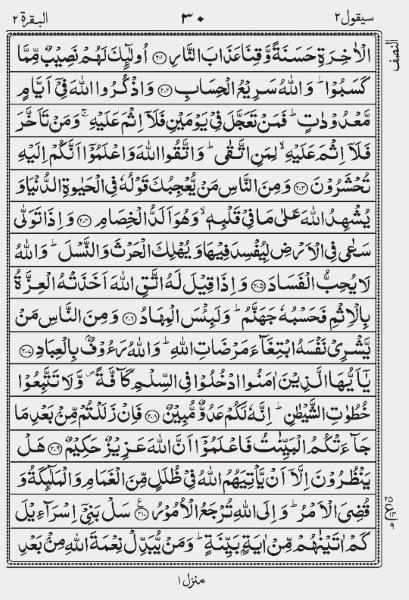 سيقول ٢
٣٠
البقرة ٢
النصف
الْاٰخِرَةِ حَسَنَةً وَّقِنَا عَذَابَ النَّارِ ﴿٢٠١﴾ اُولٰٓئِكَ لَهُمْ نَصِيْبٌ مِّمَّا
كَسَبُوْا ؕ وَاللّٰهُ سَرِيْعُ الْحِسَابِ ﴿٢٠٢﴾ وَاذْكُرُوا اللّٰهَ فِيْٓ اَيَّامٍ
مَّعْدُوْدٰتٍ ؕ فَمَنْ تَعَجَّلَ فِيْ يَوْمَيْنِ فَلَآ اِثْمَ عَلَيْهِ ۚ وَمَنْ تَاَخَّرَ
فَلَآ اِثْمَ عَلَيْهِ ۙ لِمَنِ اتَّقٰى ؕ وَاتَّقُوا اللّٰهَ وَاعْلَمُوْٓا اَنَّكُمْ اِلَيْهِ
تُحْشَرُوْنَ ﴿٢٠٣﴾ وَمِنَ النَّاسِ مَنْ يُّعْجِبُكَ قَوْلُهٗ فِي الْحَيٰوةِ الدُّنْيَا وَ
يُشْهِدُ اللّٰهَ عَلٰى مَا فِيْ قَلْبِهٖ ۙ وَهُوَ اَلَدُّ الْخِصَامِ ﴿٢٠٤﴾ وَاِذَا تَوَلّٰى
سَعٰى فِي الْاَرْضِ لِيُفْسِدَ فِيْهَا وَيُهْلِكَ الْحَرْثَ وَالنَّسْلَ ؕ وَاللّٰهُ
لَا يُحِبُّ الْفَسَادَ ﴿٢٠٥﴾ وَاِذَا قِيْلَ لَهُ اتَّقِ اللّٰهَ اَخَذَتْهُ الْعِزَّةُ
بِالْاِثْمِ فَحَسْبُهٗ جَهَنَّمُ ؕ وَلَبِئْسَ الْمِهَادُ ﴿٢٠٦﴾ وَمِنَ النَّاسِ مَنْ
يَّشْرِيْ نَفْسَهُ ابْتِغَآءَ مَرْضَاتِ اللّٰهِ ؕ وَاللّٰهُ رَءُوْفٌۢ بِالْعِبَادِ ﴿٢٠٧﴾
يٰٓاَيُّهَا الَّذِيْنَ اٰمَنُوا ادْخُلُوْا فِي السِّلْمِ كَآفَّةً ۪ وَلَا تَتَّبِعُوْا
خُطُوٰتِ الشَّيْطٰنِ ؕ اِنَّهٗ لَكُمْ عَدُوٌّ مُّبِيْنٌ ﴿٢٠٨﴾ فَاِنْ زَلَلْتُمْ مِّنْۢ بَعْدِ مَا
جَآءَتْكُمُ الْبَيِّنٰتُ فَاعْلَمُوْٓا اَنَّ اللّٰهَ عَزِيْزٌ حَكِيْمٌ ﴿٢٠٩﴾ هَلْ
يَنْظُرُوْنَ اِلَّآ اَنْ يَّاْتِيَهُمُ اللّٰهُ فِيْ ظُلَلٍ مِّنَ الْغَمَامِ وَالْمَلٰٓئِكَةُ وَ
قُضِيَ الْاَمْرُ ؕ وَاِلَى اللّٰهِ تُرْجَعُ الْاُمُوْرُ ﴿٢١٠﴾ سَلْ بَنِيْٓ اِسْرَآءِيْلَ
كَمْ اٰتَيْنٰهُمْ مِّنْ اٰيَةٍۢ بَيِّنَةٍ ؕ وَمَنْ يُّبَدِّلْ نِعْمَةَ اللّٰهِ مِنْۢ بَعْدِ
منزل ١